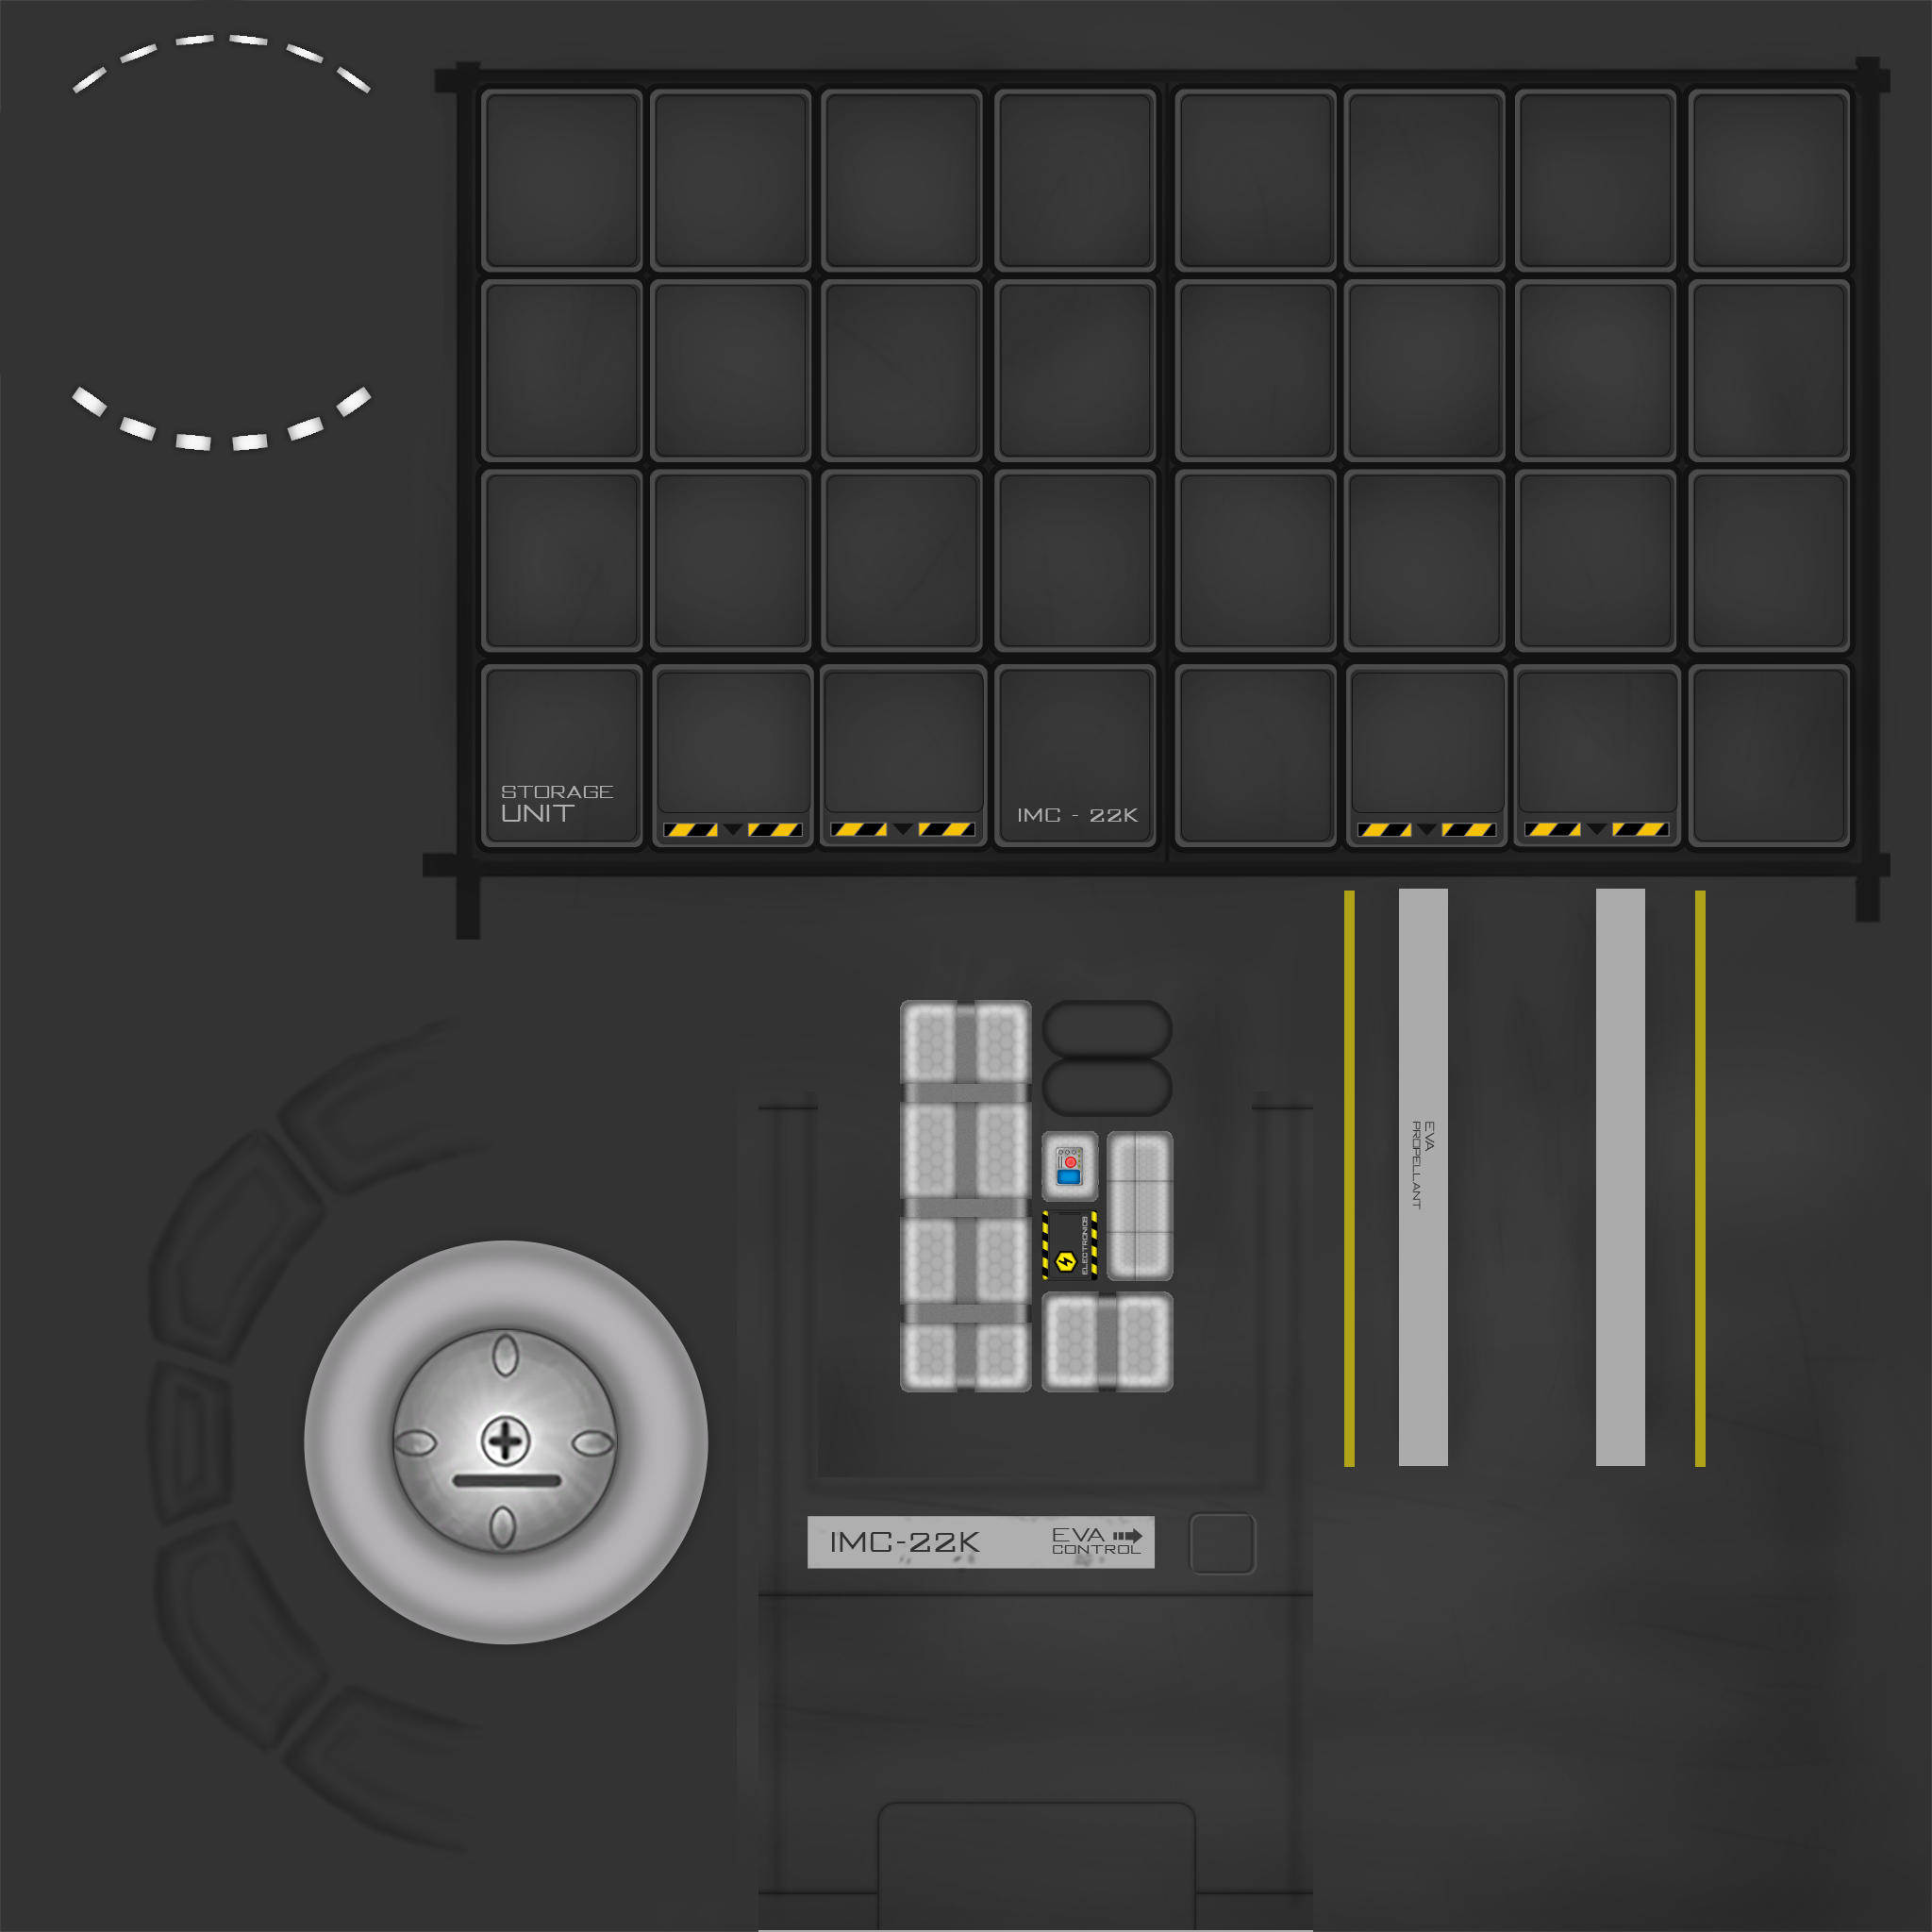 STORAGE
UNIT
IMC - 22K
EVA
PROPELLANT
ELECTRONICS
IMC-22K
EVA
CONTROL